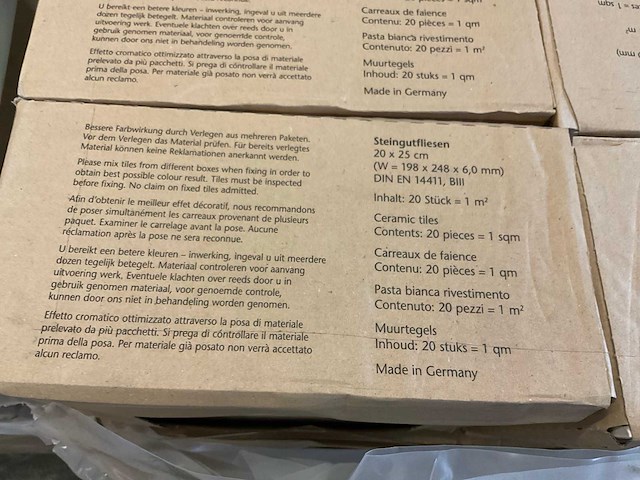 U bereikt een betere kleuren – inwerking, ingeval u uit meerdere
dozen tegelijk betegelt. Materiaal controleren voor aanvang
uitvoering werk. Eventuele klachten over reeds door u in
gebruik genomen materiaal, voor genoemde controle,
kunnen door ons niet in behandeling worden genomen.
Effetto cromatico ottimizzato attraverso la posa di materiale
prelevato da più pacchetti. Si prega di cóntrollare il materiale
prima della posa. Per materiale già posato non verrà accettato
alcun reclamo.
Carreaux de faïence
Contenu: 20 pièces = 1 qm
Pasta bianca rivestimento
Contenuto: 20 pezzi = 1 m²
Muurtegels
Inhoud: 20 stuks = 1 qm
Made in Germany
Bessere Farbwirkung durch Verlegen aus mehreren Paketen.
Vor dem Verlegen das Material prüfen. Für bereits verlegtes
Material können keine Reklamationen anerkannt werden.
Please mix tiles from different boxes when fixing in order to
obtain best possible colour result. Tiles must be inspected
before fixing. No claim on fixed tiles admitted.
Afin d'obtenir le meilleur effet décoratif, nous recommandons
de poser simultanément les carreaux provenant de plusieurs
paquet. Examiner le carrelage avant la pose. Aucune
réclamation après la pose ne sera reconnue.
U bereikt een betere kleuren – inwerking, ingeval u uit meerdere
dozen tegelijk betegelt. Materiaal controleren voor aanvang
uitvoering werk. Eventuele klachten over reeds door u in
gebruik genomen materiaal, voor genoemde controle,
kunnen door ons niet in behandeling worden genomen.
Effetto cromatico ottimizzato attraverso la posa di materiale
prelevato da più pacchetti. Si prega di cóntrollare il materiale
prima della posa. Per materiale già posato non verrà accettato
alcun reclamo.
Steingutfliesen
20 x 25 cm
(W = 198 x 248 x 6,0 mm)
DIN EN 14411, BIII
Inhalt: 20 Stück = 1 m²
Ceramic tiles
Contents: 20 pieces = 1 sqm
Carreaux de faïence
Contenu: 20 pièces = 1 qm
Pasta bianca rivestimento
Contenuto: 20 pezzi = 1 m²
Muurtegels
Inhoud: 20 stuks = 1 qm
Made in Germany